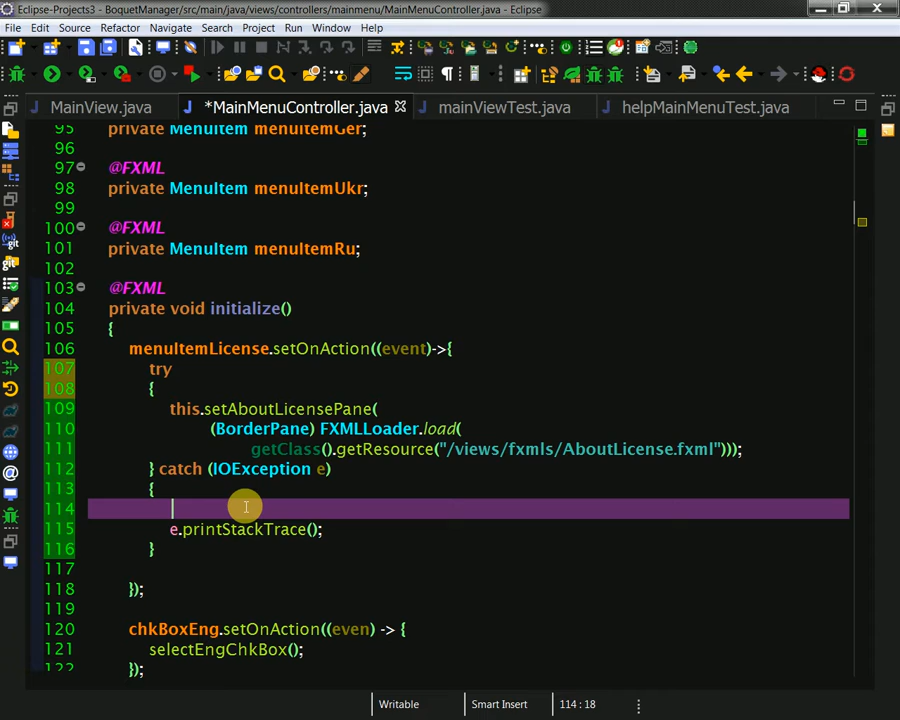 Eclipse-Projects3 - BoquetManager/src/main/java/views/controllers/mainmenu/MainMenuController.java - Eclipse
File Edit Source Refactor Navigate Search Project Run Window Help
MainView.java *MainMenuController.java mainViewTest.java helpMainMenuTest.java
95 private MenuItem menuItemGer;
96
97 @FXML
98 private MenuItem menuItemUkr;
99
100 @FXML
101 private MenuItem menuItemRu;
102
103 @FXML
104 private void initialize()
105 {
106 menuItemLicense.setOnAction((event)->{
107 try
108 {
109 this.setAboutLicensePane(
110 (BorderPane) FXMLLoader.load(
111 getClass().getResource("/views/fxmls/AboutLicense.fxml")));
112 } catch (IOException e)
113 {
114
115 e.printStackTrace();
116 }
117
118 });
119
120 chkBoxEng.setOnAction((even) -> {
121 selectEngChkBox();
122 });
Writable Smart Insert 114 : 18